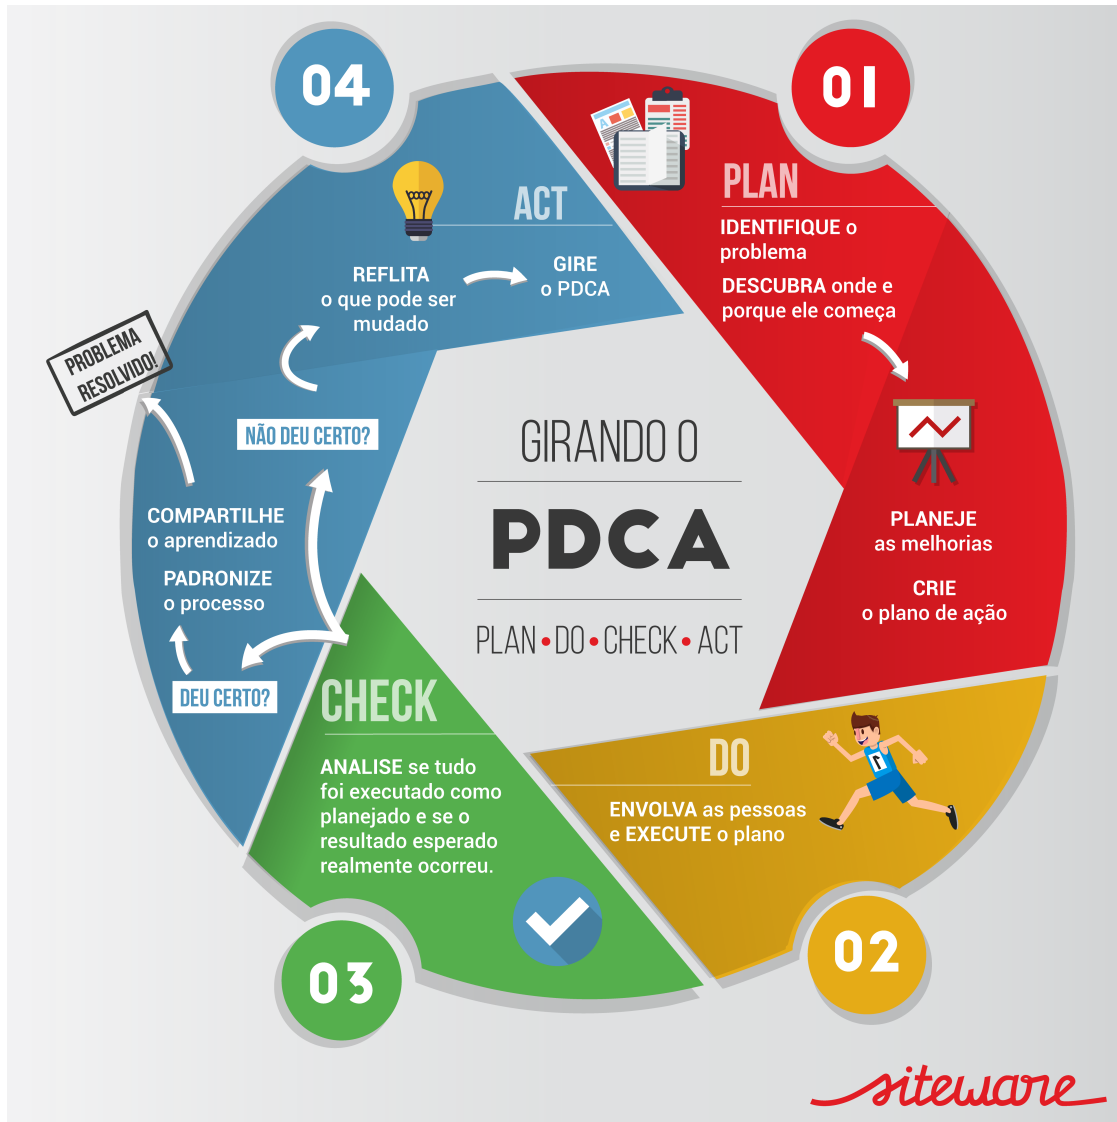 01
PLAN
IDENTIFIQUE o
problema
DESCUBRA onde e
porque ele começa
PLANEJE
as melhorias
CRIE
o plano de ação
DO
1
ENVOLVA as pessoas
e EXECUTE o plano
02
CHECK
ANALISE se tudo
foi executado como
planejado e se o
resultado esperado
realmente ocorreu.
03
04
ACT
DEU CERTO?
PADRONIZE
o processo
COMPARTILHE
o aprendizado
PROBLEMA
RESOLVIDO!
NÃO DEU CERTO?
REFLITA
o que pode ser
mudado
GIRE
o PDCA
A
GIRANDO O
PDCA
PLAN • DO • CHECK • ACT
siteware